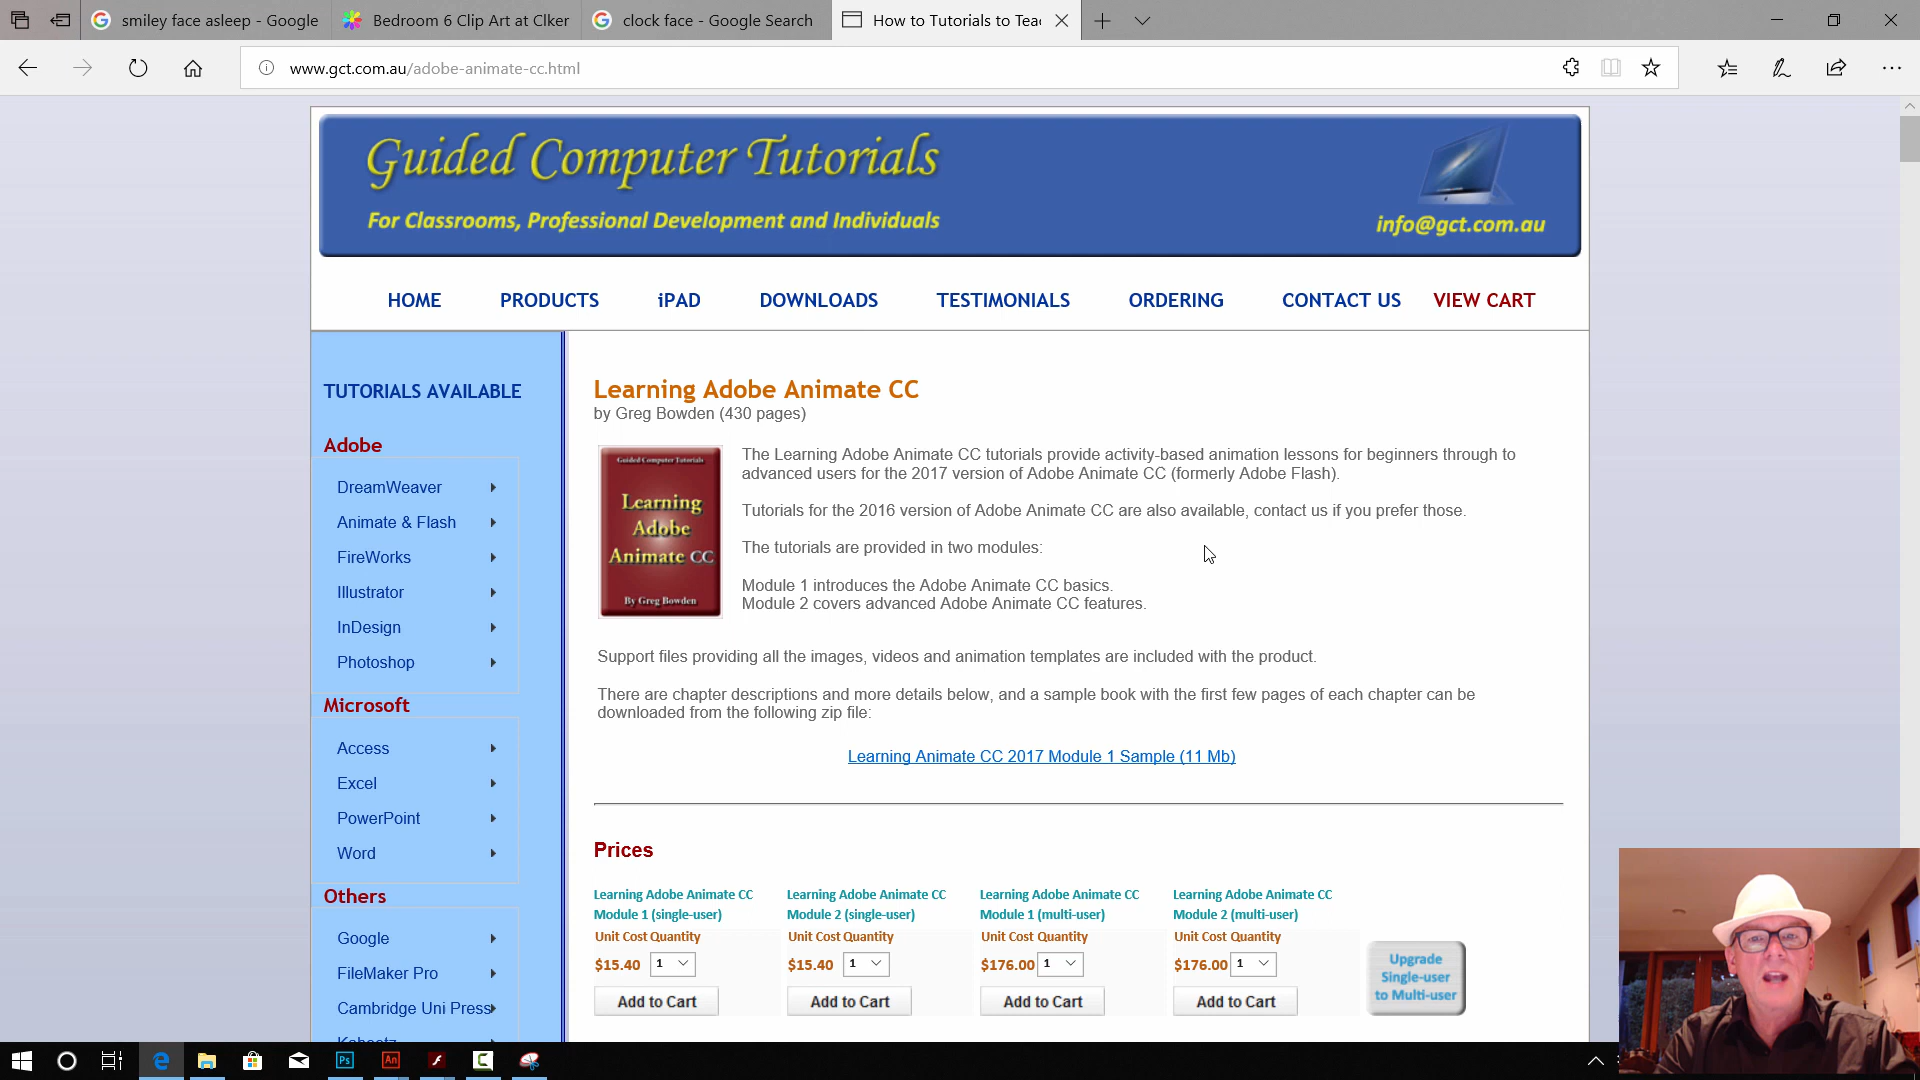 smiley face asleep - Google
Bedroom 6 Clip Art at Clker
clock face - Google Search
How to Tutorials to Teac
www.gct.com.au/adobe-animate-cc.html
Guided Computer Tutorials
For Classrooms, Professional Development and Individuals
info@gct.com.au
HOME PRODUCTS iPAD DOWNLOADS TESTIMONIALS ORDERING CONTACT US VIEW CART
TUTORIALS AVAILABLE
Adobe
DreamWeaver
Animate & Flash
FireWorks
Illustrator
InDesign
Photoshop
Microsoft
Access
Excel
PowerPoint
Word
Others
Google
FileMaker Pro
Cambridge Uni Press
Learning Adobe Animate CC
by Greg Bowden (430 pages)
Guided Computer Tutorials
Learning
Adobe
Animate CC
By Greg Bowden
The Learning Adobe Animate CC tutorials provide activity-based animation lessons for beginners through to
advanced users for the 2017 version of Adobe Animate CC (formerly Adobe Flash).
Tutorials for the 2016 version of Adobe Animate CC are also available, contact us if you prefer those.
The tutorials are provided in two modules:
Module 1 introduces the Adobe Animate CC basics.
Module 2 covers advanced Adobe Animate CC features.
Support files providing all the images, videos and animation templates are included with the product.
There are chapter descriptions and more details below, and a sample book with the first few pages of each chapter can be
downloaded from the following zip file:
Learning Animate CC 2017 Module 1 Sample (11 Mb)
Prices
Learning Adobe Animate CC
Module 1 (single-user)
Unit Cost Quantity
$15.40 1
Add to Cart
Learning Adobe Animate CC
Module 2 (single-user)
Unit Cost Quantity
$15.40 1
Add to Cart
Learning Adobe Animate CC
Module 1 (multi-user)
Unit Cost Quantity
$176.00 1
Add to Cart
Learning Adobe Animate CC
Module 2 (multi-user)
Unit Cost Quantity
$176.00 1
Add to Cart
Upgrade
Single-user
to Multi-user
Ps
An